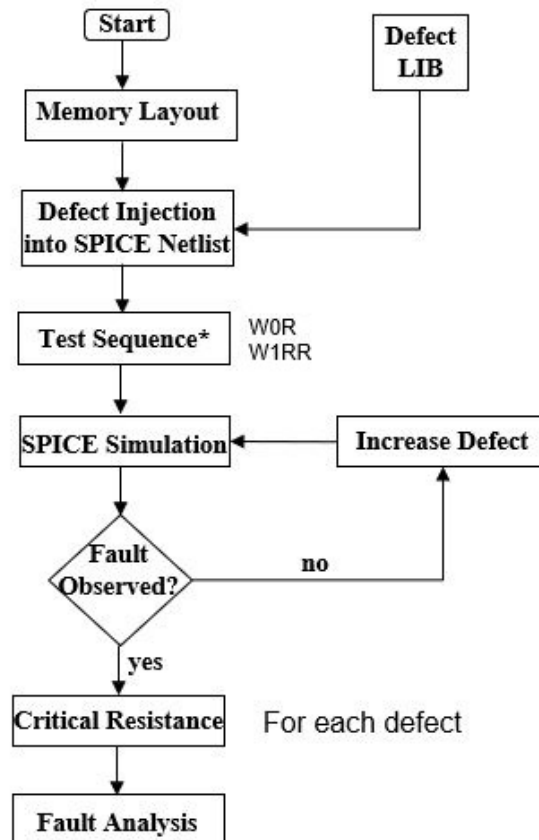 Start
Defect
LIB
Memory Layout
Defect Injection
into SPICE Netlist
Test Sequence*
W0R
W1RR
SPICE Simulation
Increase Defect
Fault
Observed?
no
yes
Critical Resistance
For each defect
Fault Analysis